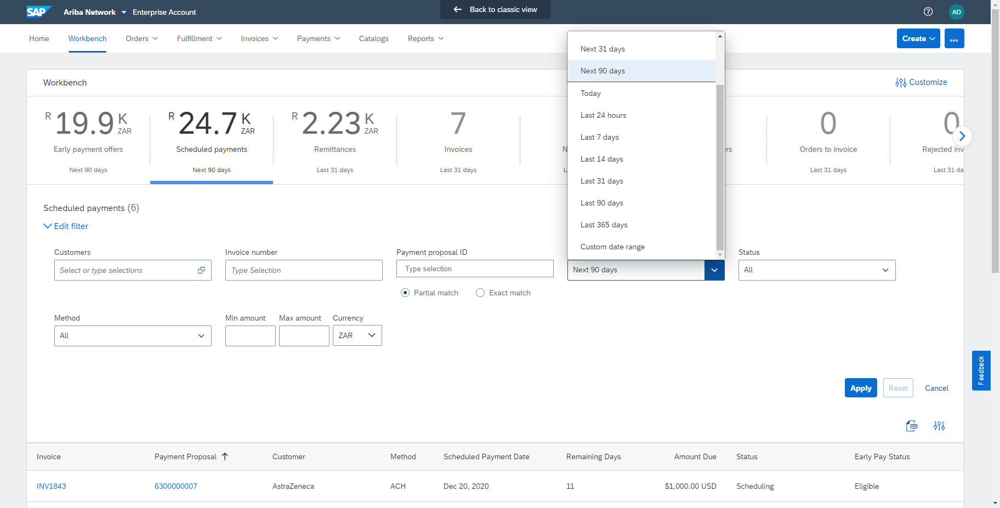 SAP Ariba Network Enterprise Account
Back to classic view
AD
Home Workbench Orders Fulfillment Invoices Payments Catalogs Reports
Create
Workbench
Customize
R 19.9 K ZAR
Early payment offers
Next 90 days
R 24.7 K ZAR
Scheduled payments
Next 90 days
R 2.23 K ZAR
Remittances
Last 31 days
7
Invoices
Last 31 days
N
L
rs
0
Orders to invoice
Last 31 days
0
Rejected inv
Last 31 da
Next 31 days
Next 90 days
Today
Last 24 hours
Last 7 days
Last 14 days
Last 31 days
Last 90 days
Last 365 days
Custom date range
Scheduled payments (6)
Edit filter
Customers Invoice number Payment proposal ID Status
Select or type selections Type Selection Type selection Next 90 days All
Partial match Exact match
Method Min amount Max amount Currency
All ZAR
Feedback
Apply Reset Cancel
Invoice Payment Proposal Customer Method Scheduled Payment Date Remaining Days Amount Due Status Early Pay Status
INV1843 6300000007 AstraZeneca ACH Dec 20, 2020 11 $1,000.00 USD Scheduling Eligible